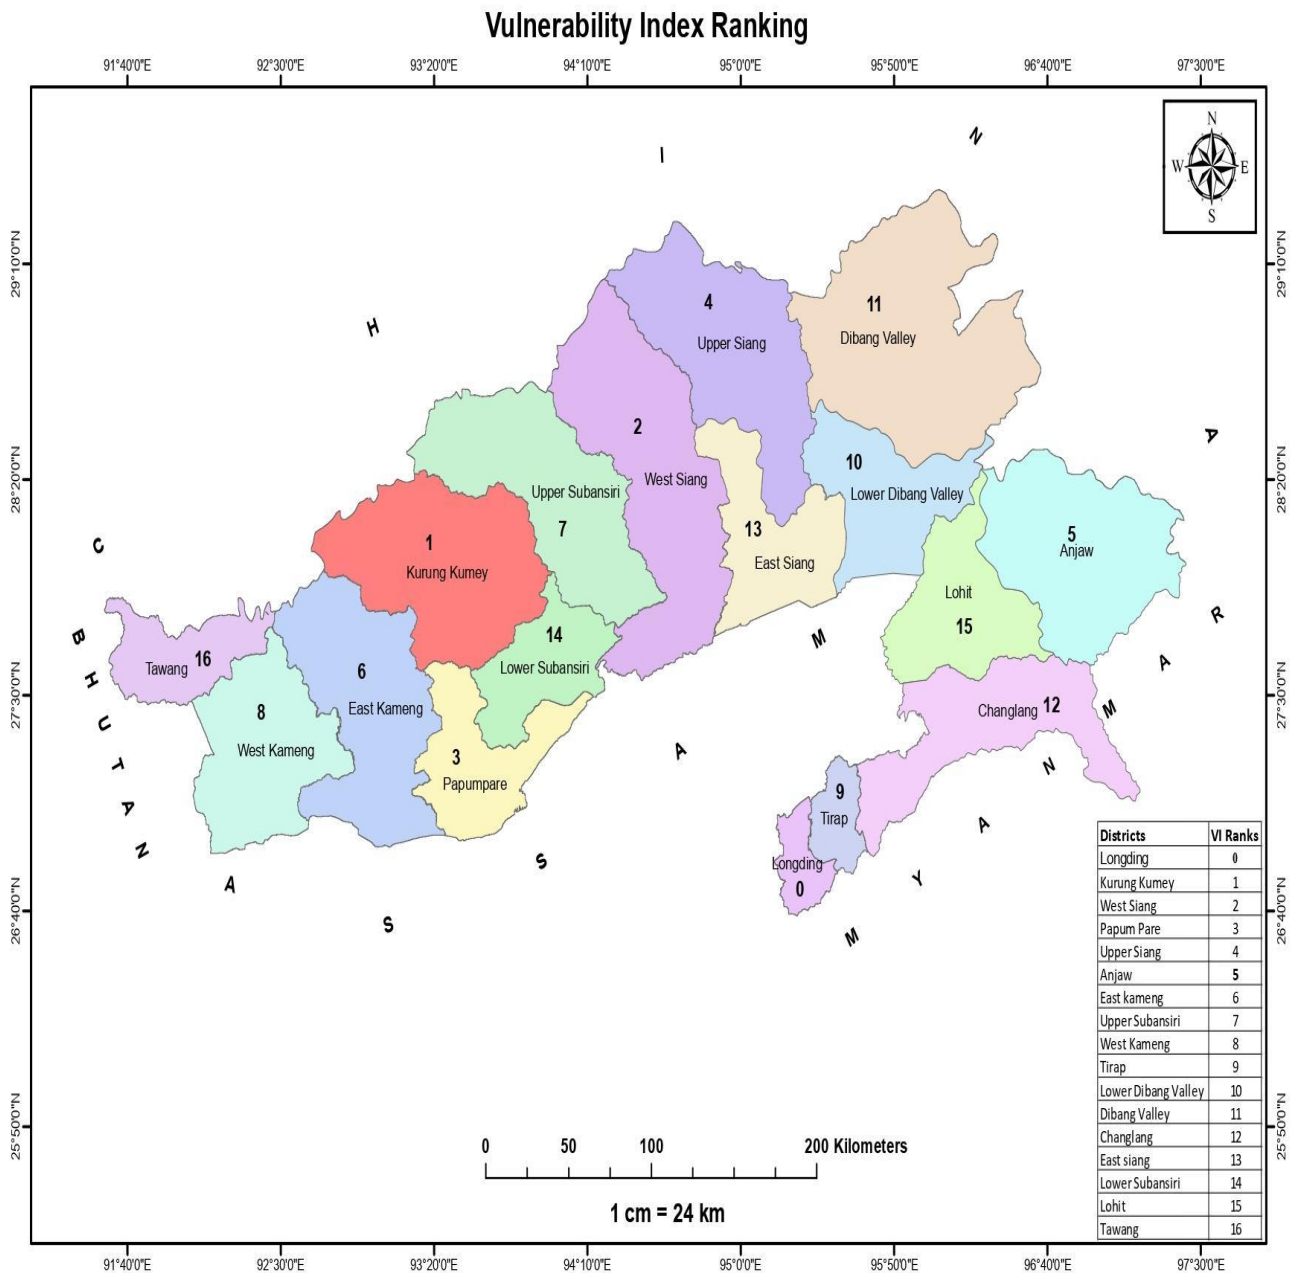 Vulnerability Index Ranking
91°40'0"E 92°30'0"E 93°20'0"E 94°10'0"E 95°0'0"E 95°50'0"E 96°40'0"E 97°30'0"E
N
W E
S
29°10'0"N 29°10'0"N
28°20'0"N 28°20'0"N
27°30'0"N 27°30'0"N
26°40'0"N 26°40'0"N
25°50'0"N 25°50'0"N
C H I N A
BHUTAN
ASSAM
MYANMAR
4
Upper Siang
11
Dibang Valley
2
West Siang
10
Lower Dibang Valley
Upper Subansiri
7
13
East Siang
5
Anjaw
1
Kurung Kumey
Lohit
15
14
Lower Subansiri
Tawang 16
6
East Kameng
8
West Kameng
Changlang 12
3
Papumpare
9
Tirap
Longding
0
Districts VI Ranks
Longding 0
Kurung Kumey 1
West Siang 2
Papum Pare 3
Upper Siang 4
Anjaw 5
East kameng 6
Upper Subansiri 7
West Kameng 8
Tirap 9
Lower Dibang Valley 10
Dibang Valley 11
Changlang 12
East siang 13
Lower Subansiri 14
Lohit 15
Tawang 16
0 50 100 200 Kilometers
1 cm = 24 km
91°40'0"E 92°30'0"E 93°20'0"E 94°10'0"E 95°0'0"E 95°50'0"E 96°40'0"E 97°30'0"E